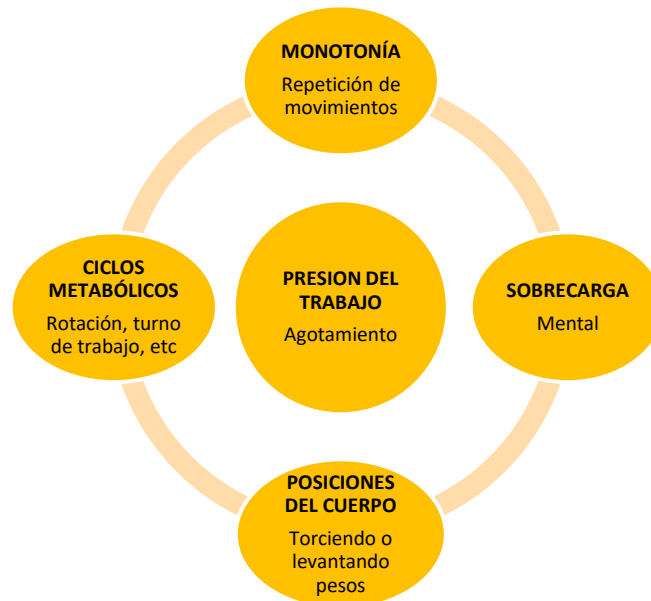 MONOTONÍA
Repetición de
movimientos
CICLOS
METABÓLICOS
Rotación, turno
de trabajo, etc
PRESION DEL
TRABAJO
Agotamiento
SOBRECARGA
Mental
POSICIONES
DEL CUERPO
Torciendo o
levantando
pesos